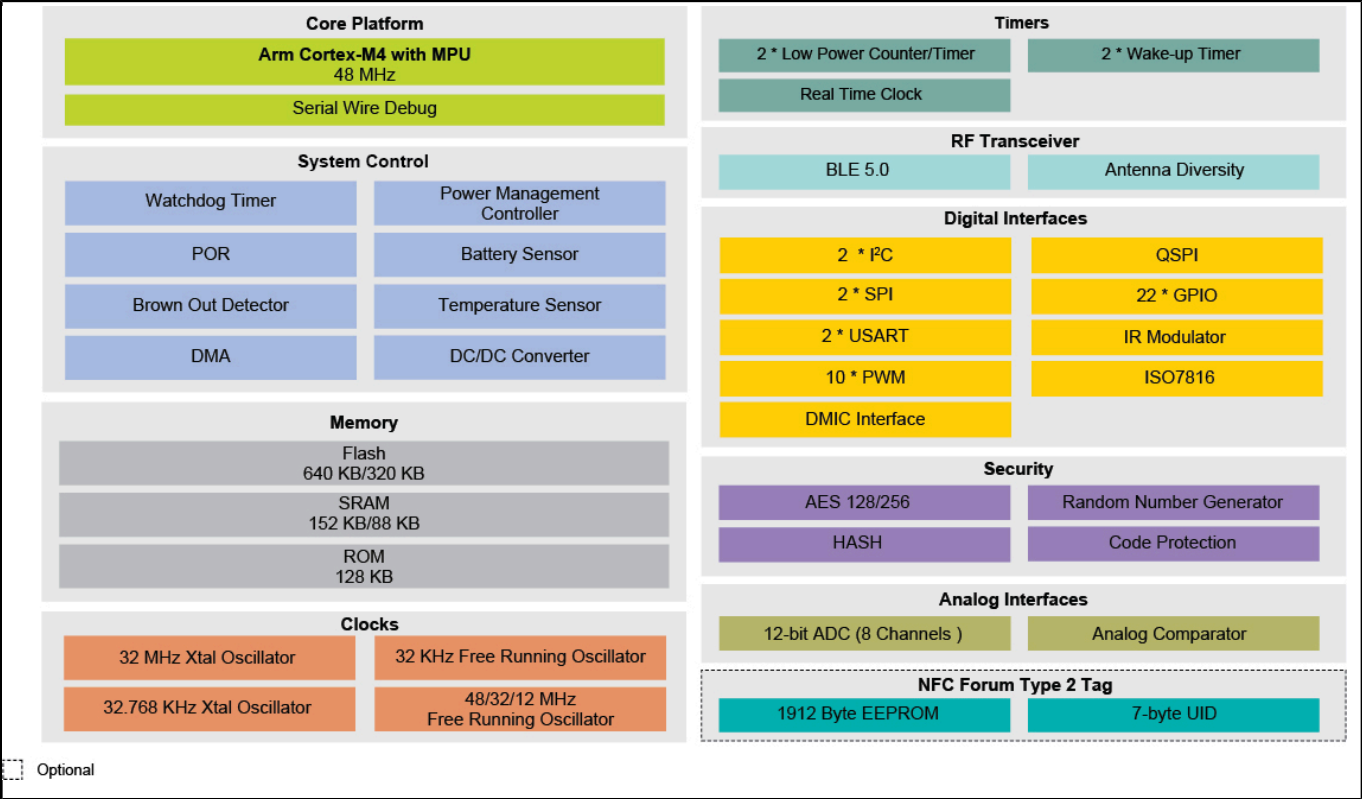 Core Platform
Arm Cortex-M4 with MPU
48 MHz
Serial Wire Debug
System Control
Watchdog Timer
Power Management
Controller
POR
Battery Sensor
Brown Out Detector
Temperature Sensor
DMA
DC/DC Converter
Memory
Flash
640 KB/320 KB
SRAM
152 KB/88 KB
ROM
128 KB
Clocks
32 MHz Xtal Oscillator
32 KHz Free Running Oscillator
32.768 KHz Xtal Oscillator
48/32/12 MHz
Free Running Oscillator
Timers
2 * Low Power Counter/Timer
2 * Wake-up Timer
Real Time Clock
RF Transceiver
BLE 5.0
Antenna Diversity
Digital Interfaces
2 * I²C
QSPI
2 * SPI
22 * GPIO
2 * USART
IR Modulator
10 * PWM
ISO7816
DMIC Interface
Security
AES 128/256
Random Number Generator
HASH
Code Protection
Analog Interfaces
12-bit ADC (8 Channels )
Analog Comparator
NFC Forum Type 2 Tag
1912 Byte EEPROM
7-byte UID
Optional